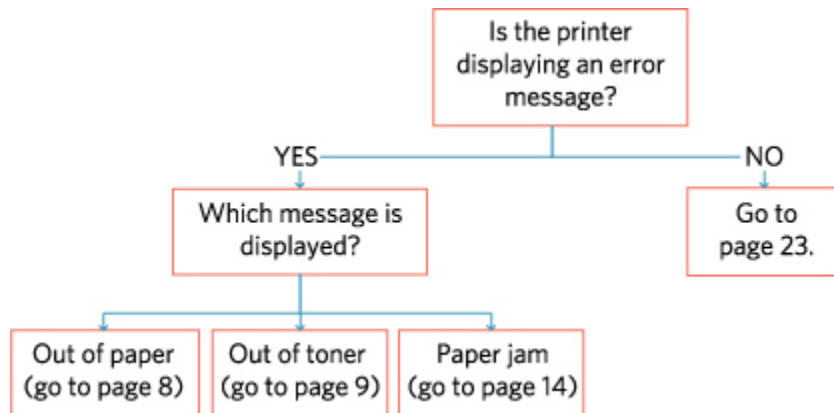 Is the printer
displaying an error
message?
YES
NO
Which message is
displayed?
Go to
page 23.
Out of paper
(go to page 8)
Out of toner
(go to page 9)
Paper jam
(go to page 14)